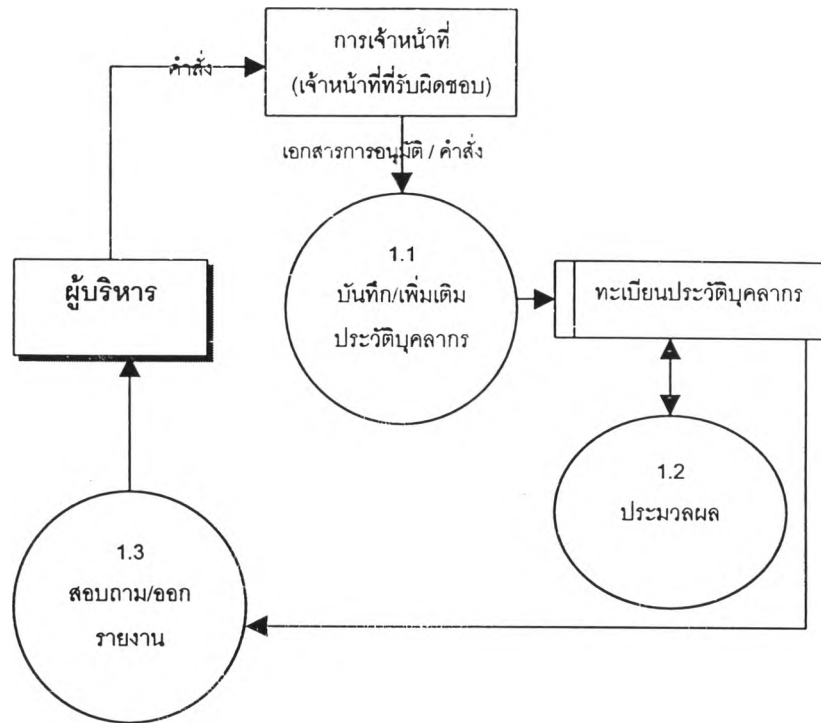 การเจ้าหน้าที่
(เจ้าหน้าที่ที่รับผิดชอบ)
คำสั่ง
เอกสารการอนุมัติ / คำสั่ง
1.1
บันทึก/เพิ่มเติม
ประวัติบุคลากร
ผู้บริหาร
ทะเบียนประวัติบุคลากร
1.2
ประมวลผล
1.3
สอบถาม/ออก
รายงาน